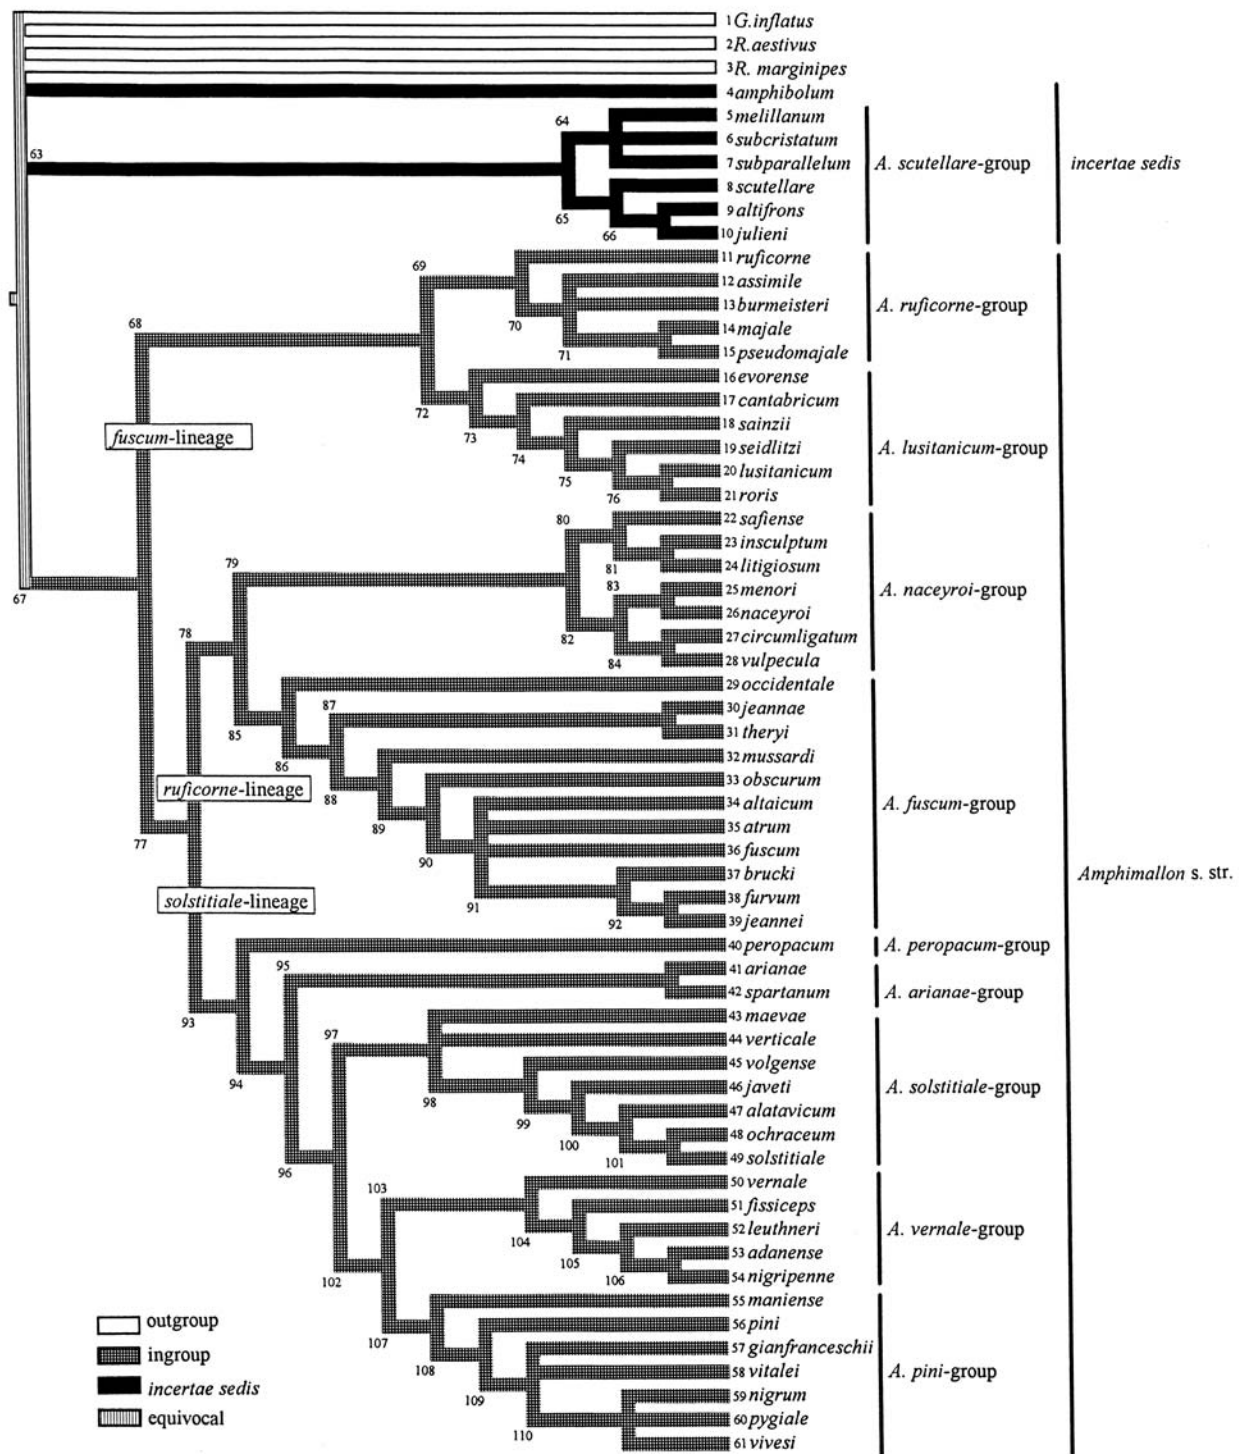 1 G.inflatus
2 R.aestivus
3 R. marginipes
4 amphibolum
5 melillanum
64
6 subcristatum
63
7 subparallelum
A. scutellare-group
incertae sedis
8 scutellare
65
9 altifrons
66
10 julieni
11 ruficorne
69
12 assimile
13 burmeisteri
A. ruficorne-group
68
70
14 majale
71
15 pseudomajale
16 evorense
72
17 cantabricum
73
18 sainzii
fuscum-lineage
74
19 seidlitzi
A. lusitanicum-group
75
20 lusitanicum
76
21 roris
80
22 safiense
23 insculptum
79
81
24 litigiosum
83
25 menori
A. naceyroi-group
67
26 naceyroi
78
82
27 circumligatum
84
28 vulpecula
29 occidentale
87
30 jeannae
85
31 theryi
86
32 mussardi
33 obscurum
ruficorne-lineage
88
34 altaicum
A. fuscum-group
89
35 atrum
77
36 fuscum
90
37 brucki
Amphimallon s. str.
solstitiale-lineage
38 furvum
91
92
39 jeannei
40 peropacum
A. peropacum-group
95
41 arianae
42 spartanum
A. arianae-group
93
43 maevae
97
44 verticale
45 volgense
94
46 javeti
A. solstitiale-group
98
47 alatavicum
99
48 ochraceum
100
49 solstitiale
101
96
50 vernale
103
51 fissiceps
52 leuthneri
A. vernale-group
104
53 adanense
105
54 nigripenne
106
102
55 maniense
outgroup
56 pini
107
57 gianfranceschii
ingroup
108
58 vitalei
A. pini-group
incertae sedis
59 nigrum
109
equivocal
60 pygiale
110
61 vivesi